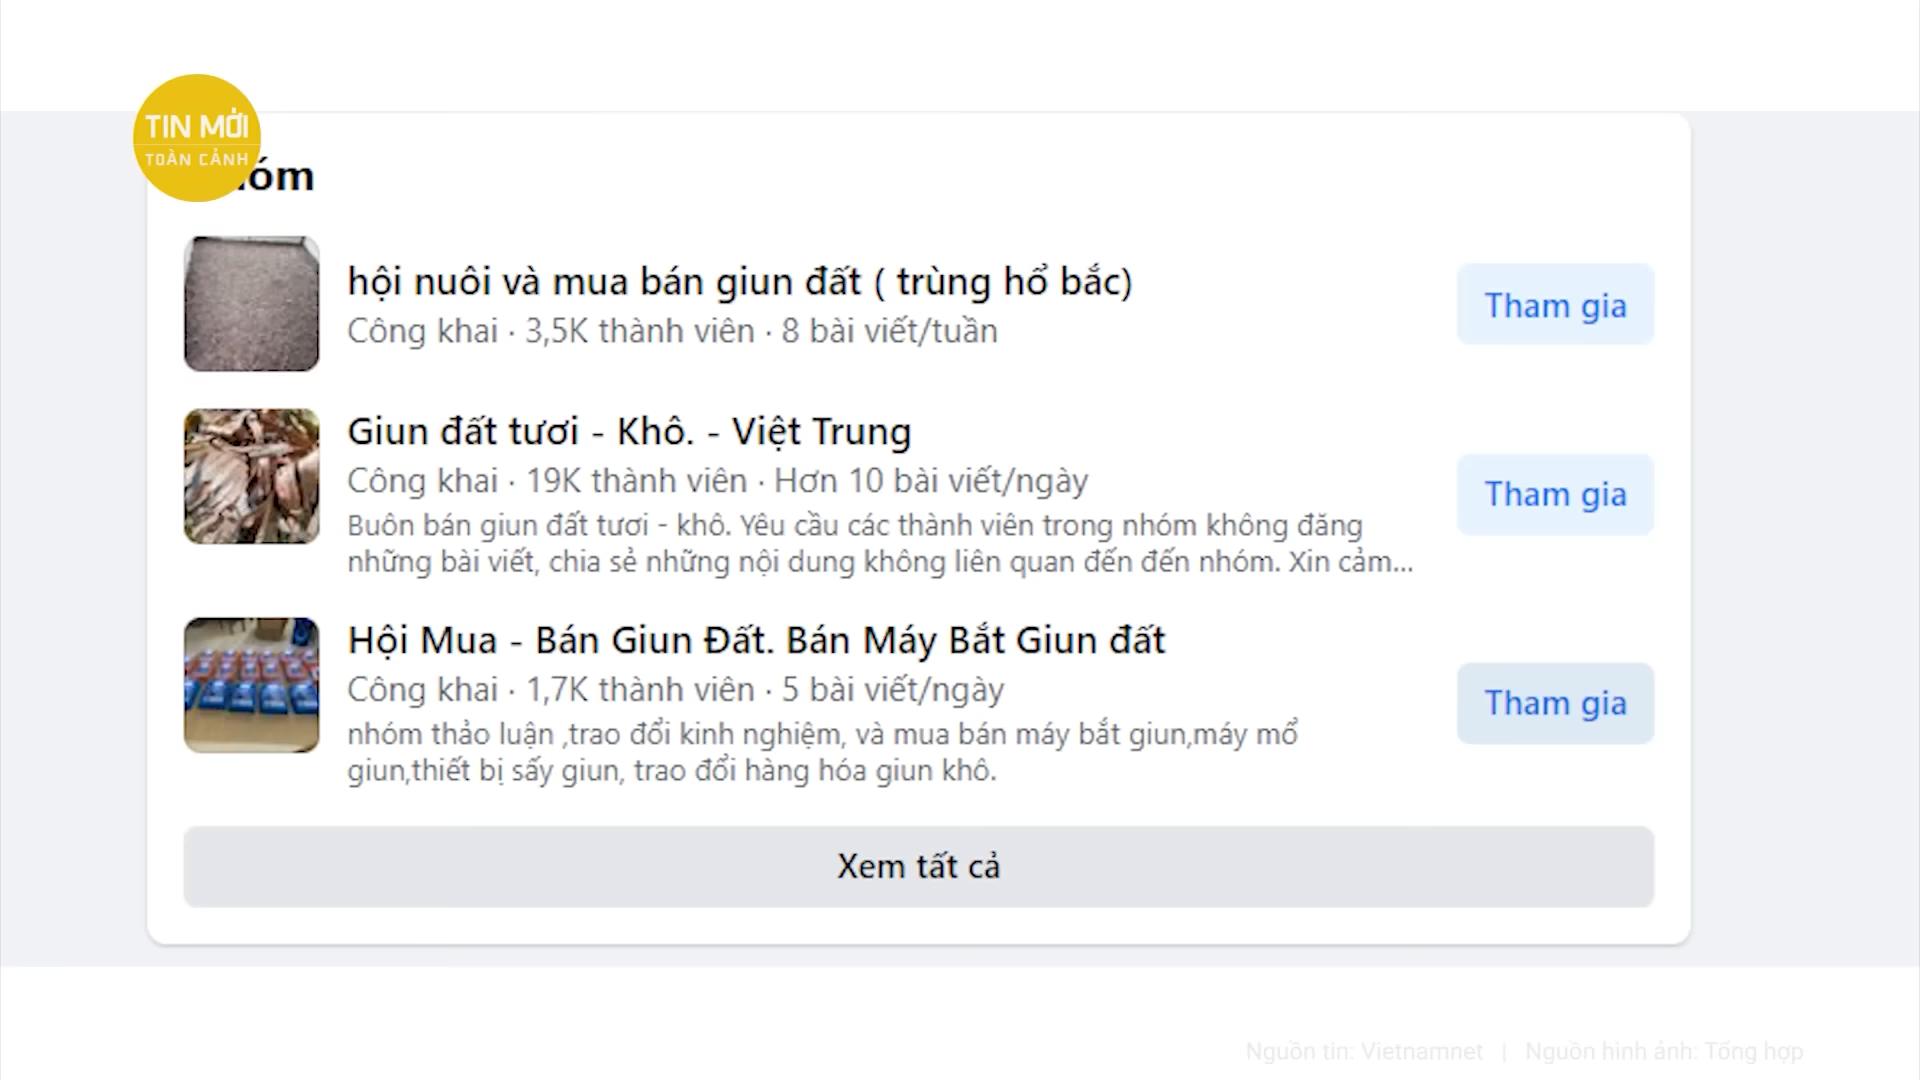 TIN MỚI
TOÀN CẢNH
hội nuôi và mua bán giun đất ( trùng hổ bắc)
Công khai · 3,5K thành viên · 8 bài viết/tuần
Tham gia
Giun đất tươi - Khô. - Việt Trung
Công khai · 19K thành viên · Hơn 10 bài viết/ngày
Buôn bán giun đất tươi - khô. Yêu cầu các thành viên trong nhóm không đăng
những bài viết, chia sẻ những nội dung không liên quan đến đến nhóm. Xin cảm...
Tham gia
Hội Mua - Bán Giun Đất. Bán Máy Bắt Giun đất
Công khai · 1,7K thành viên · 5 bài viết/ngày
nhóm thảo luận ,trao đổi kinh nghiệm, và mua bán máy bắt giun,máy mổ
giun,thiết bị sấy giun, trao đổi hàng hóa giun khô.
Tham gia
Xem tất cả
Nguồn tin: Vietnamnet | Nguồn hình ảnh: Tổng hợp